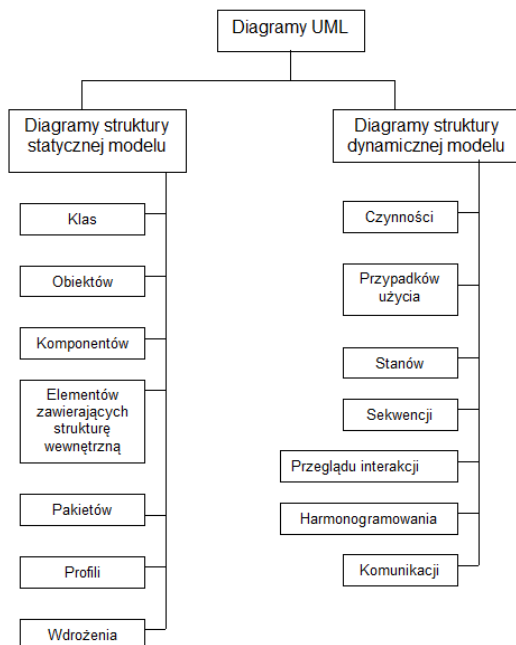 Diagramy UML
Diagramy struktury
statycznej modelu
Klas
Obiektów
Komponentów
Elementów
zawierających
strukturę
wewnętrzną
Pakietów
Profili
Wdrożenia
Diagramy struktury
dynamicznej modelu
Czynności
Przypadków
użycia
Stanów
Sekwencji
Przeglądu interakcji
Harmonogramowania
Komunikacji